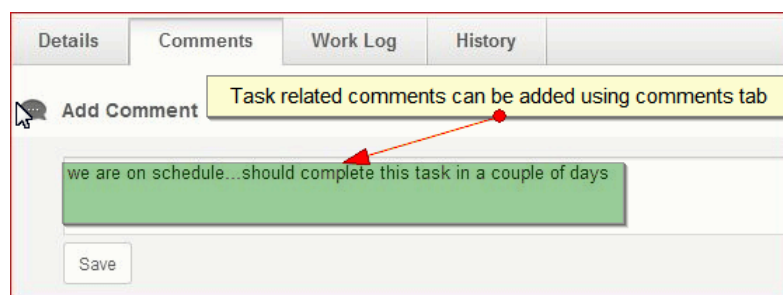 Details Comments Work Log History
Task related comments can be added using comments tab
Add Comment
we are on schedule...should complete this task in a couple of days
Save